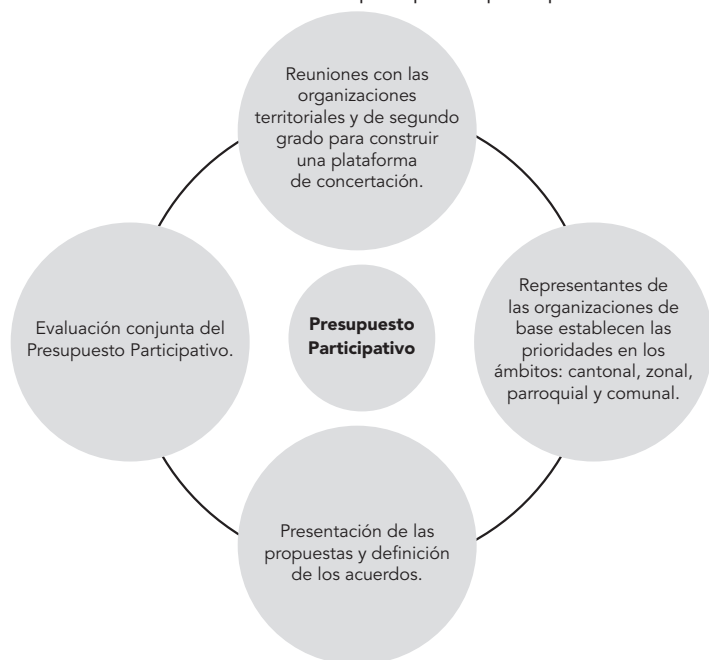 Reuniones con las
organizaciones
territoriales y de segundo
grado para construir
una plataforma
de concertación.
Representantes de
las organizaciones de
base establecen las
prioridades en los
ámbitos: cantonal, zonal,
parroquial y comunal.
Presentación de las
propuestas y definición
de los acuerdos.
Evaluación conjunta del
Presupuesto Participativo.
Presupuesto
Participativo